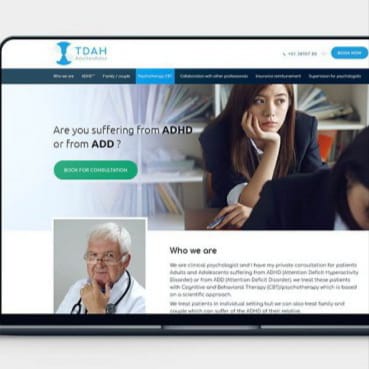 TDAH
BOOK NOW
Who we are ADHD Family / couple Psychotherapy CBT Collaboration with other professionals Insurance reimbursement Supervision for psychologists
Are you suffering from ADHD
or from ADD ?
BOOK FOR CONSULTATION
Who we are
We are clinical psychologist and I have my private consultation for patients
Adults and Adolescents suffering from ADHD (Attention Deficit Hyperactivity
Disorder) or from ADD (Attention Deficit Disorder). we treat these patients
with Cognitive and Behavioral Therapy (CBT)/psychotherapy which is based
on a scientific approach.
We treat patients in individual setting but we can also treat family and
couple which can suffer of the ADHD of their relative.